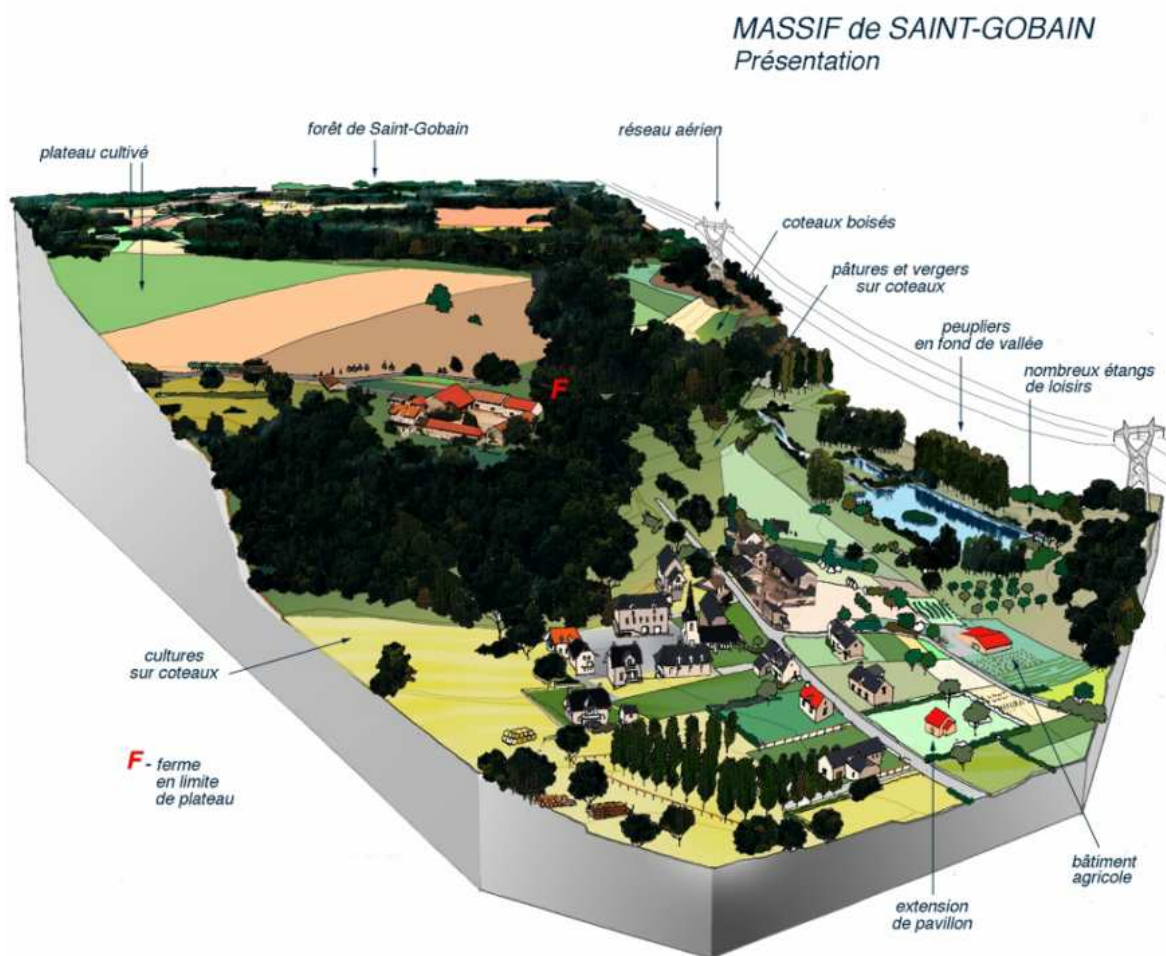 MASSIF de SAINT-GOBAIN
Présentation
forêt de Saint-Gobain
réseau aérien
plateau cultivé
coteaux boisés
pâtures et vergers
sur coteaux
peupliers
en fond de vallée
nombreux étangs
de loisirs
F
cultures
sur coteaux
F - ferme
en limite
de plateau
bâtiment
agricole
extension
de pavillon